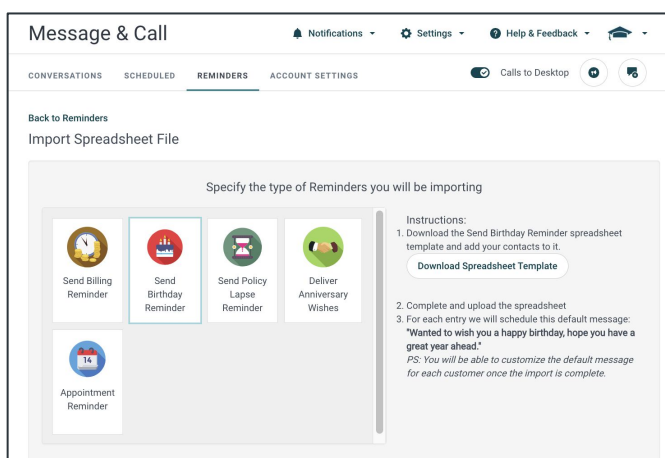 Message & Call
Notifications
Settings
Help & Feedback
CONVERSATIONS
SCHEDULED
REMINDERS
ACCOUNT SETTINGS
Calls to Desktop
Back to Reminders
Import Spreadsheet File
Specify the type of Reminders you will be importing
Send Billing
Reminder
Send
Birthday
Reminder
Send Policy
Lapse
Reminder
Deliver
Anniversary
Wishes
14
Appointment
Reminder
Instructions:
1. Download the Send Birthday Reminder spreadsheet
template and add your contacts to it.
Download Spreadsheet Template
2. Complete and upload the spreadsheet
3. For each entry we will schedule this default message:
"Wanted to wish you a happy birthday, hope you have a
great year ahead."
PS: You will be able to customize the default message
for each customer once the import is complete.